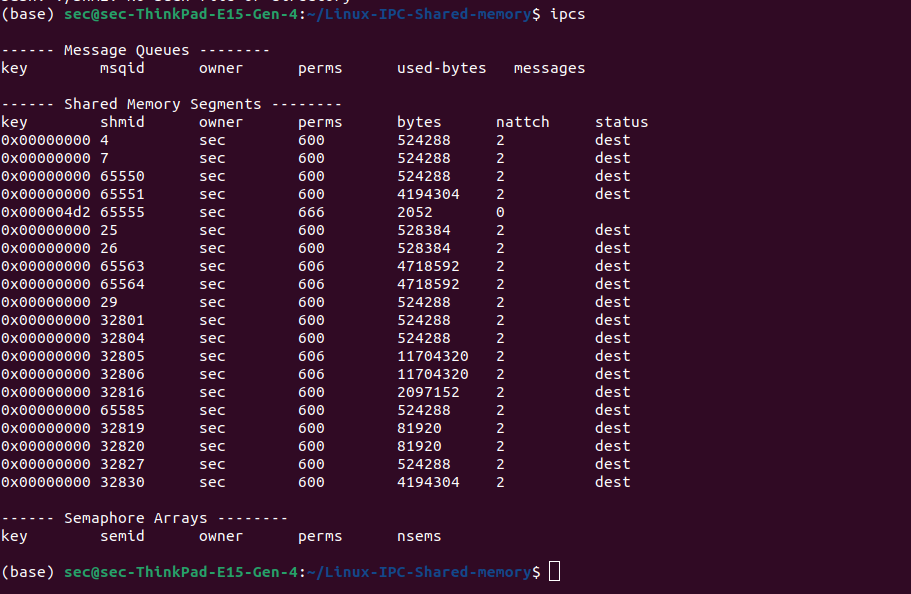 (base) sec@sec-ThinkPad-E15-Gen-4:~/Linux-IPC-Shared-memory$ ipcs
------ Message Queues --------
key        msqid      owner      perms      used-bytes   messages
------ Shared Memory Segments --------
key        shmid      owner      perms      bytes      nattch     status
0x00000000 4          sec        600        524288     2          dest
0x00000000 7          sec        600        524288     2          dest
0x00000000 65550      sec        600        524288     2          dest
0x00000000 65551      sec        600        4194304    2          dest
0x000004d2 65555      sec        666        2052       0
0x00000000 25         sec        600        528384     2          dest
0x00000000 26         sec        600        528384     2          dest
0x00000000 65563      sec        606        4718592    2          dest
0x00000000 65564      sec        606        4718592    2          dest
0x00000000 29         sec        600        524288     2          dest
0x00000000 32801      sec        600        524288     2          dest
0x00000000 32804      sec        600        524288     2          dest
0x00000000 32805      sec        606        11704320   2          dest
0x00000000 32806      sec        606        11704320   2          dest
0x00000000 32816      sec        600        2097152    2          dest
0x00000000 65585      sec        600        524288     2          dest
0x00000000 32819      sec        600        81920      2          dest
0x00000000 32820      sec        600        81920      2          dest
0x00000000 32827      sec        600        524288     2          dest
0x00000000 32830      sec        600        4194304    2          dest
------ Semaphore Arrays --------
key        semid      owner      perms      nsems
(base) sec@sec-ThinkPad-E15-Gen-4:~/Linux-IPC-Shared-memory$